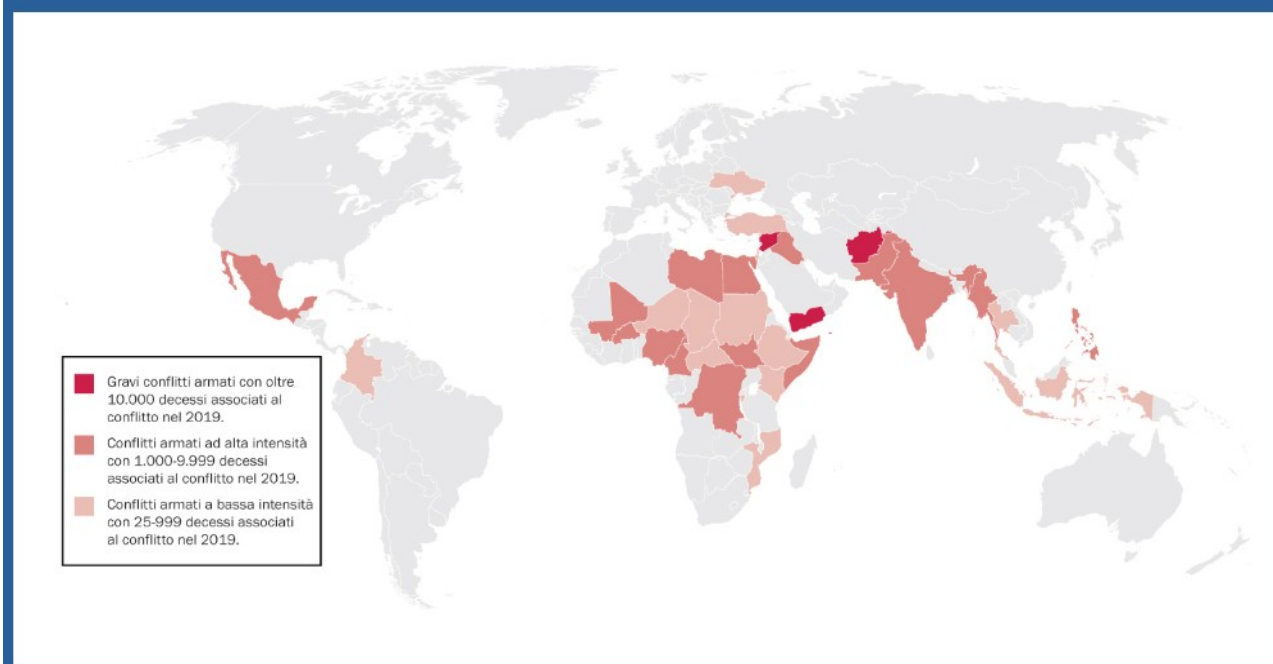 Gravi conflitti armati con oltre
10.000 decessi associati al
conflitto nel 2019.
Conflitti armati ad alta intensità
con 1.000-9.999 decessi
associati al conflitto nel 2019.
Conflitti armati a bassa intensità
con 25-999 decessi associati
al conflitto nel 2019.